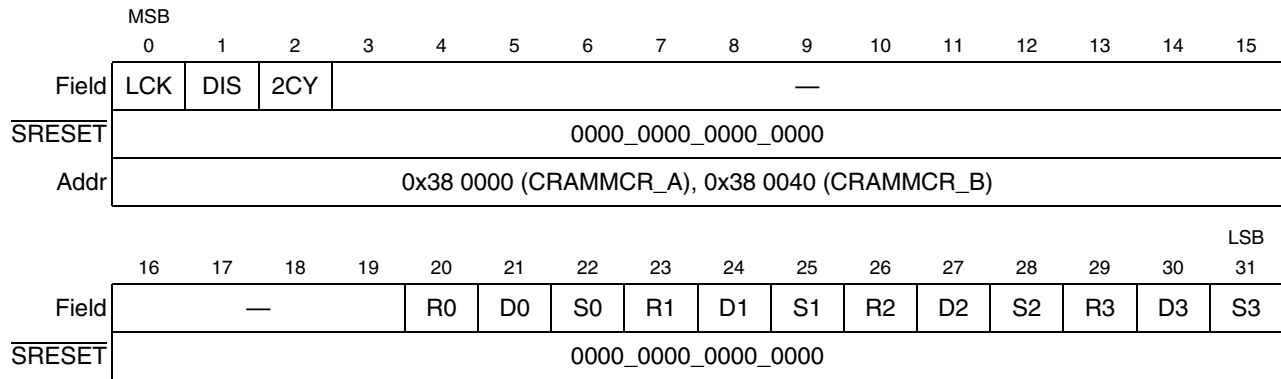 MSB
0 1 2 3 4 5 6 7 8 9 10 11 12 13 14 15
Field LCK DIS 2CY —
SRESET 0000_0000_0000_0000
Addr 0x38 0000 (CRAMMCR_A), 0x38 0040 (CRAMMCR_B)
LSB
16 17 18 19 20 21 22 23 24 25 26 27 28 29 30 31
Field — R0 D0 S0 R1 D1 S1 R2 D2 S2 R3 D3 S3
SRESET 0000_0000_0000_0000